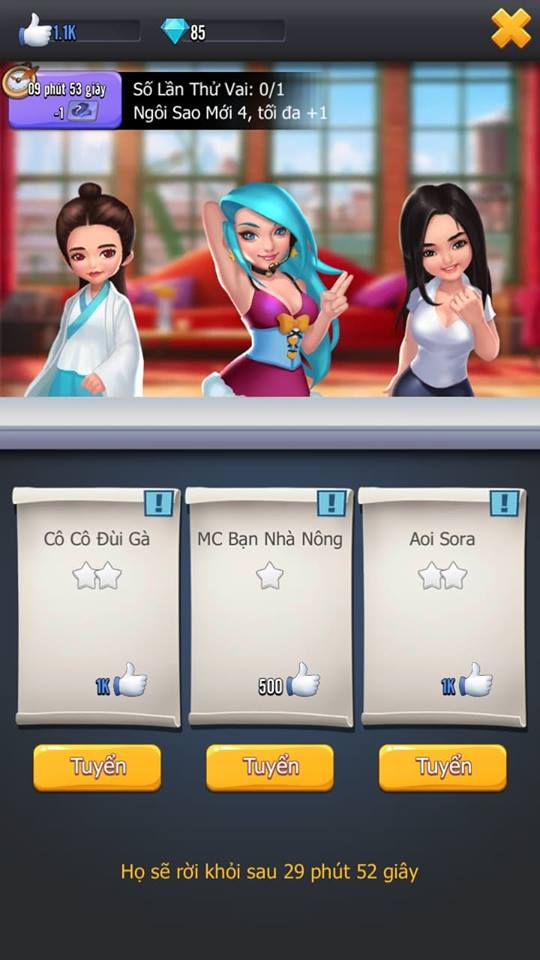 1.1K
85
09 phút 53 giây
-1
Số Lần Thử Vai: 0/1
Ngôi Sao Mới 4, tối đa +1
!
!
!
Cô Cô Đùi Gà
MC Bạn Nhà Nông
Aoi Sora
1K
500
1K
Tuyển
Tuyển
Tuyển
Họ sẽ rời khỏi sau 29 phút 52 giây